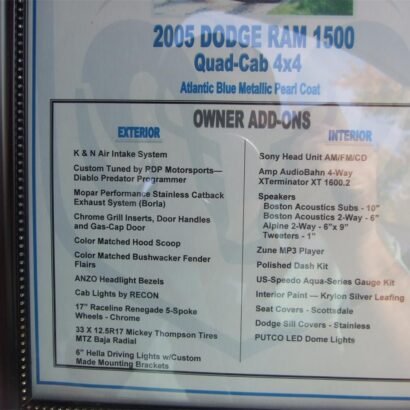 2005 DODGE RAM 1500
Quad-Cab 4x4
Atlantic Blue Metallic Pearl Coat
OWNER ADD-ONS
EXTERIOR
K & N Air Intake System
Custom Tuned by PDP Motorsports—
Diablo Predator Programmer
Mopar Performance Stainless Catback
Exhaust System (Borla)
Chrome Grill Inserts, Door Handles
and Gas-Cap Door
Color Matched Hood Scoop
Color Matched Bushwacker Fender
Flairs
ANZO Headlight Bezels
Cab Lights by RECON
17" Raceline Renegade 5-Spoke
Wheels - Chrome
33 X 12.5R17 Mickey Thompson Tires
MTZ Baja Radial
6" Hella Driving Lights w/Custom
Made Mounting Brackets
INTERIOR
Sony Head Unit AM/FM/CD
Amp AudioBahn 4-Way
XTerminator XT 1600.2
Speakers
Boston Acoustics Subs - 10"
Boston Acoustics 2-Way - 6"
Alpine 2-Way - 6"x 9"
Tweeters - 1"
Zune MP3 Player
Polished Dash Kit
US-Speedo Aqua-Series Gauge Kit
Interior Paint — Krylon Silver Leafing
Seat Covers - Scottsdale
Dodge Sill Covers - Stainless
PUTCO LED Dome Lights